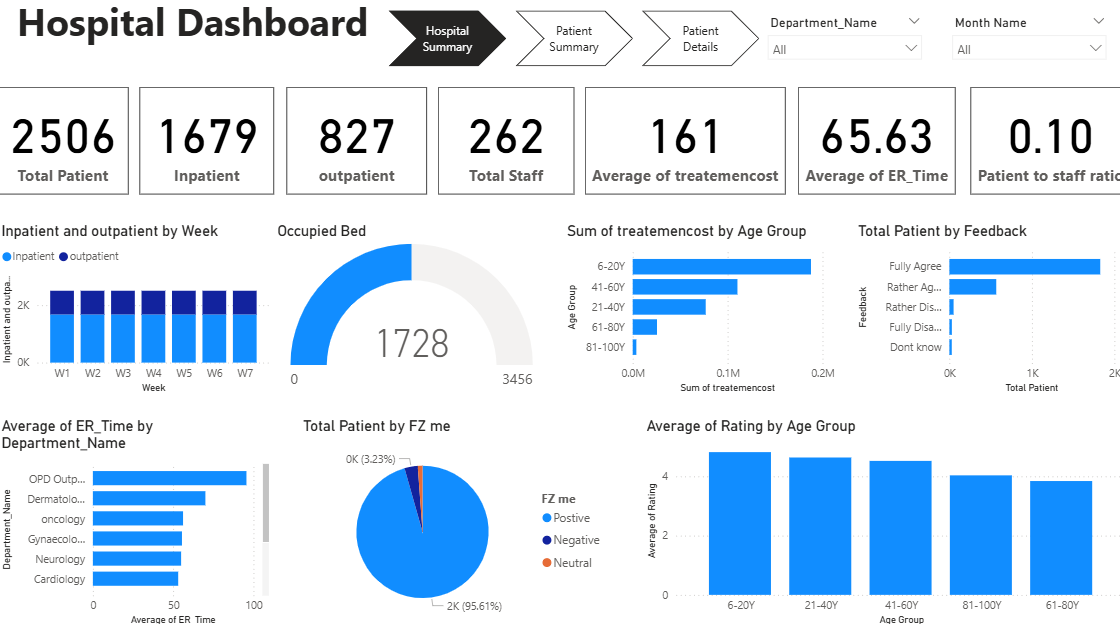 Hospital Dashboard
Hospital
Summary
Patient
Summary
Patient
Details
Department_Name
All
Month Name
All
2506
Total Patient
1679
Inpatient
827
outpatient
262
Total Staff
161
Average of treatemencost
65.63
Average of ER_Time
0.10
Patient to staff ratio
Inpatient and outpatient by Week
Inpatient
outpatient
Inpatient and outpa...
2K
0K
W1
W2
W3
W4
W5
W6
W7
Week
Occupied Bed
1728
0
3456
Sum of treatemencost by Age Group
Age Group
6-20Y
41-60Y
21-40Y
61-80Y
81-100Y
0.0M
0.1M
0.2M
Sum of treatemencost
Total Patient by Feedback
Feedback
Fully Agree
Rather Ag...
Rather Dis...
Fully Disa...
Dont know
0K
1K
2K
Total Patient
Average of ER_Time by
Department_Name
Department_Name
OPD Outp...
Dermatolo...
oncology
Gynaecolo...
Neurology
Cardiology
0
50
100
Average of ER_Time
Total Patient by FZ me
0K (3.23%)
2K (95.61%)
FZ me
Postive
Negative
Neutral
Average of Rating by Age Group
Average of Rating
4
2
0
6-20Y
21-40Y
41-60Y
81-100Y
61-80Y
Age Group